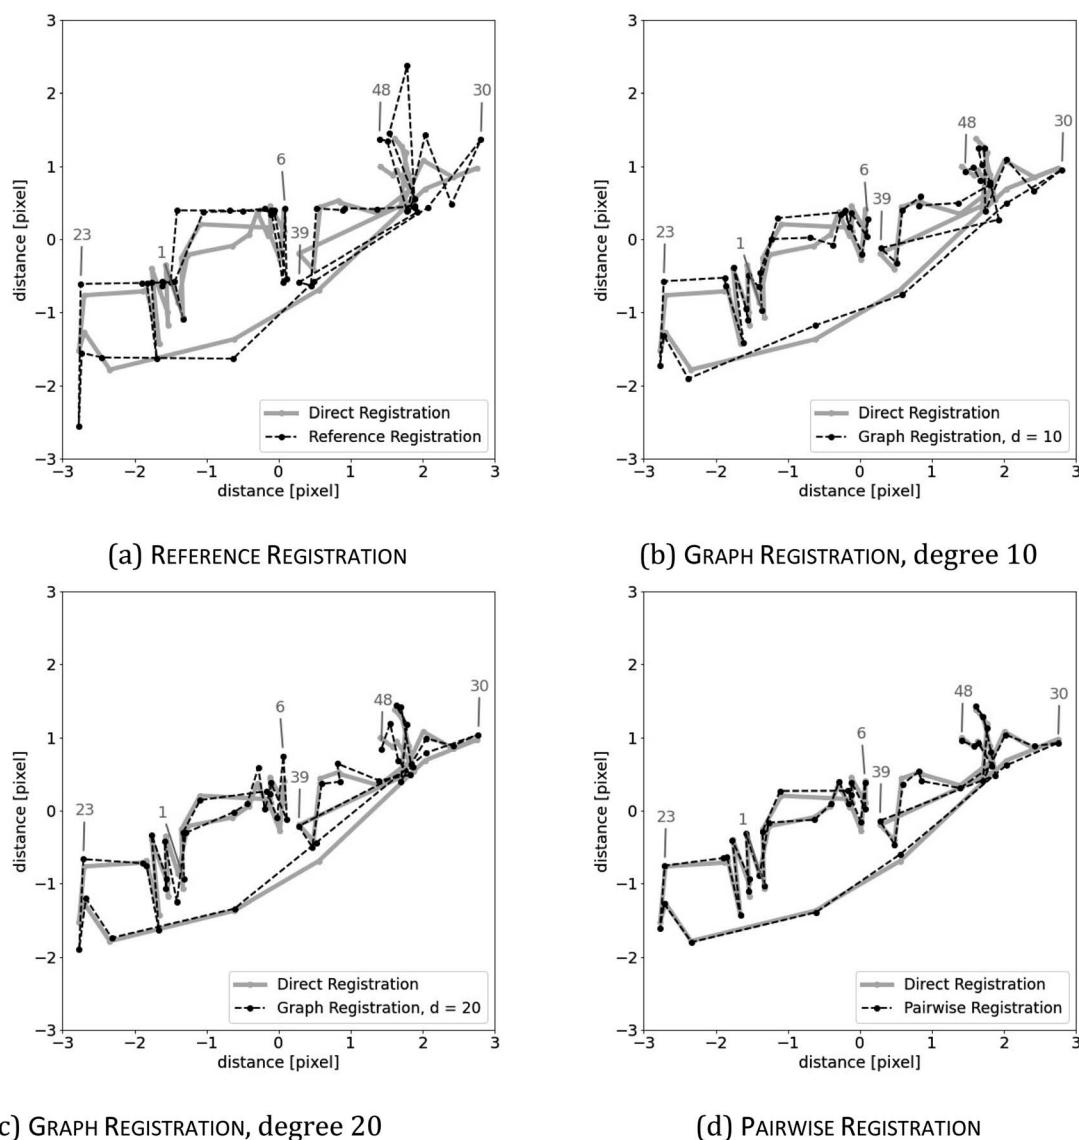 3
2
1
0
−1
−2
−3
distance [pixel]
23
1
6
39
48
30
Direct Registration
Reference Registration
−3 −2 −1 0 1 2 3
distance [pixel]
(a) REFERENCE REGISTRATION
3
2
1
0
−1
−2
−3
distance [pixel]
23
1
6
39
48
30
Direct Registration
Graph Registration, d = 10
−3 −2 −1 0 1 2 3
distance [pixel]
(b) GRAPH REGISTRATION, degree 10
3
2
1
0
−1
−2
−3
distance [pixel]
23
1
6
39
48
30
Direct Registration
Graph Registration, d = 20
−3 −2 −1 0 1 2 3
distance [pixel]
c) GRAPH REGISTRATION, degree 20
3
2
1
0
−1
−2
−3
distance [pixel]
23
1
6
39
48
30
Direct Registration
Pairwise Registration
−3 −2 −1 0 1 2 3
distance [pixel]
(d) PAIRWISE REGISTRATION